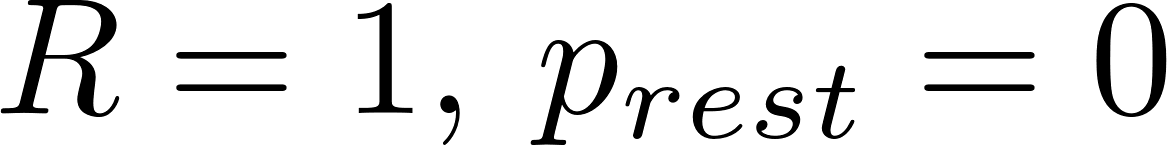 R = 1, p_{rest} = 0